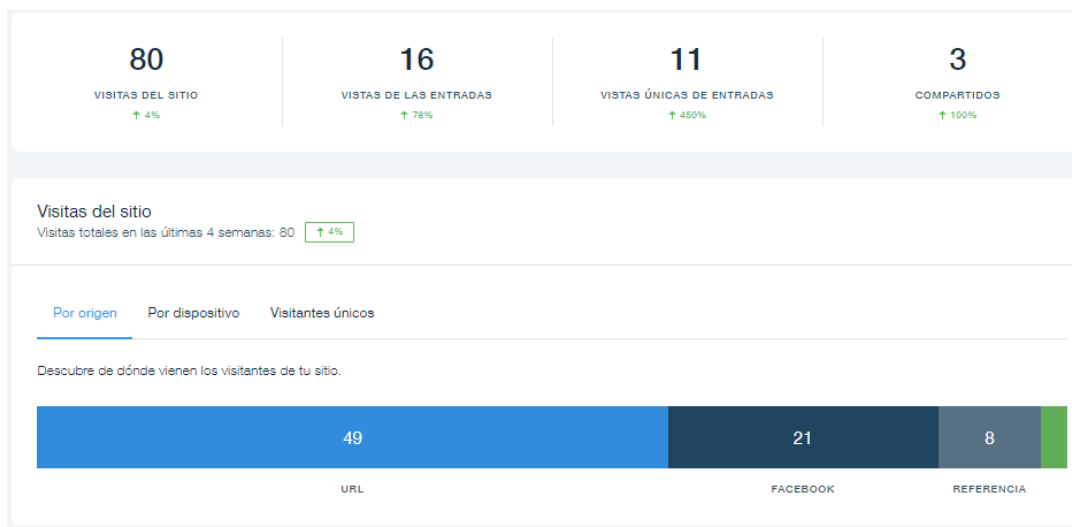 80
16
11
3
VISITAS DEL SITIO
VISTAS DE LAS ENTRADAS
VISTAS ÚNICAS DE ENTRADAS
COMPARTIDOS
↑ 4%
↑ 78%
↑ 450%
↑ 100%
Visitas del sitio
Visitas totales en las últimas 4 semanas: 80 ↑ 4%
Por origen Por dispositivo Visitantes únicos
Descubre de dónde vienen los visitantes de tu sitio.
49 21 8
URL FACEBOOK REFERENCIA